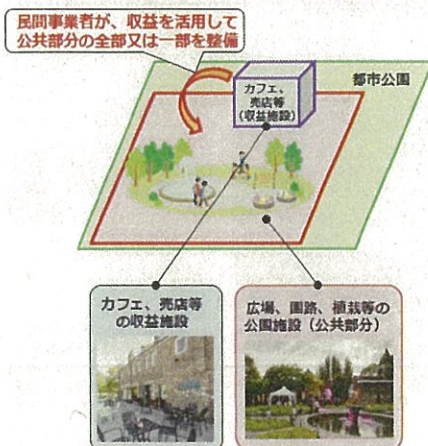 民間事業者が、収益を活用して
公共部分の全部又は一部を整備
都市公園
カフェ、
売店等
(収益施設)
カフェ、売店等
の収益施設
広場、園路、植栽等の
公園施設（公共部分）